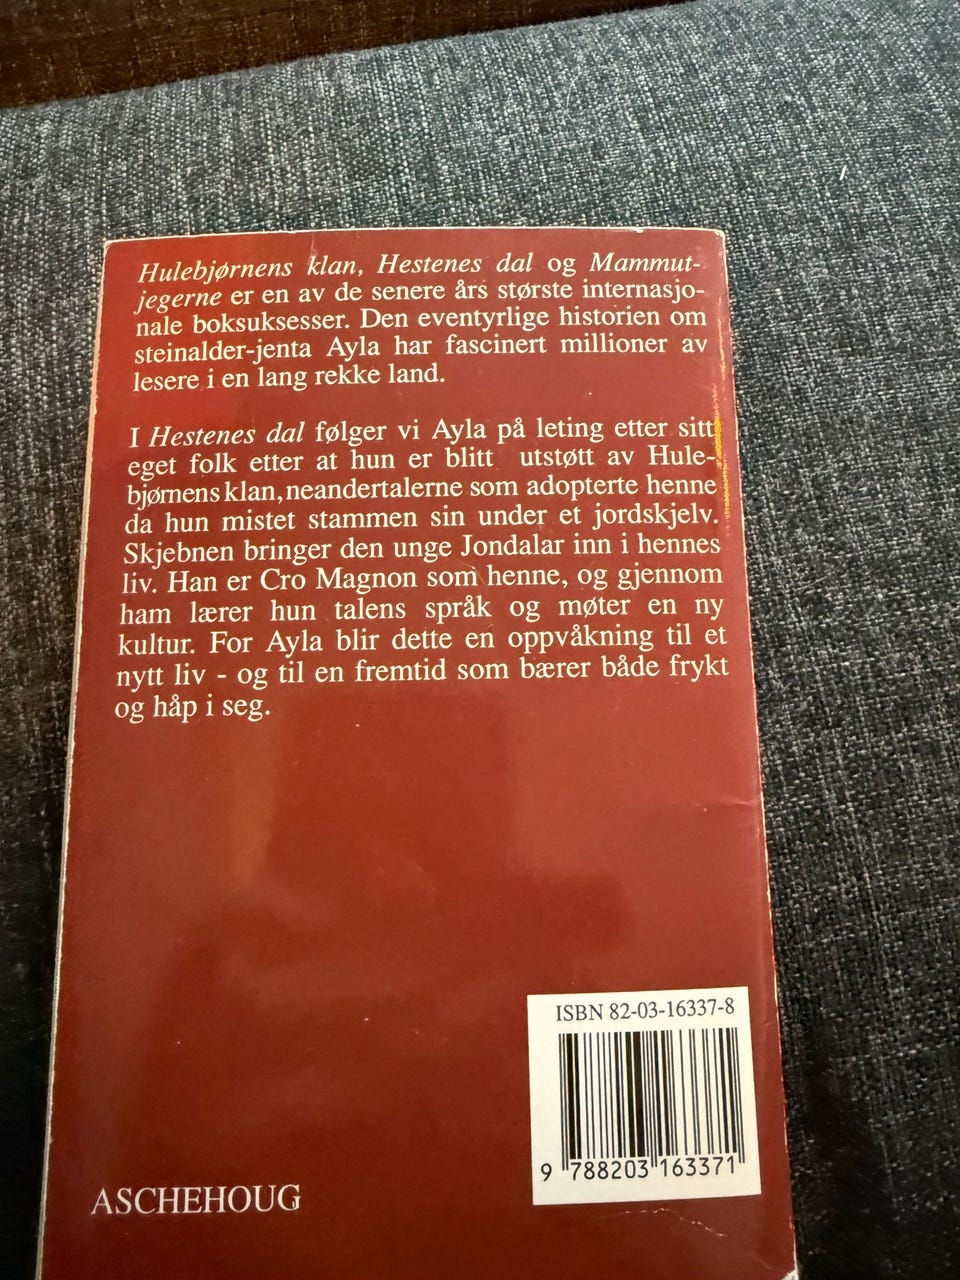 Hulebjørnens klan, Hestenes dal og Mammut-
jegerne er en av de senere års største internasjo-
nale boksuksesser. Den eventyrlige historien om
steinalder-jenta Ayla har fascinert millioner av
lesere i en lang rekke land.
I Hestenes dal følger vi Ayla på leting etter sitt
eget folk etter at hun er blitt utstøtt av Hule-
bjørnens klan, neandertalerne som adopterte henne
da hun mistet stammen sin under et jordskjelv.
Skjebnen bringer den unge Jondalar inn i hennes
liv. Han er Cro Magnon som henne, og gjennom
ham lærer hun talens språk og møter en ny
kultur. For Ayla blir dette en oppvåkning til et
nytt liv - og til en fremtid som bærer både frykt
og håp i seg.
ISBN 82-03-16337-8
9 788203 163371
ASCHEHOUG